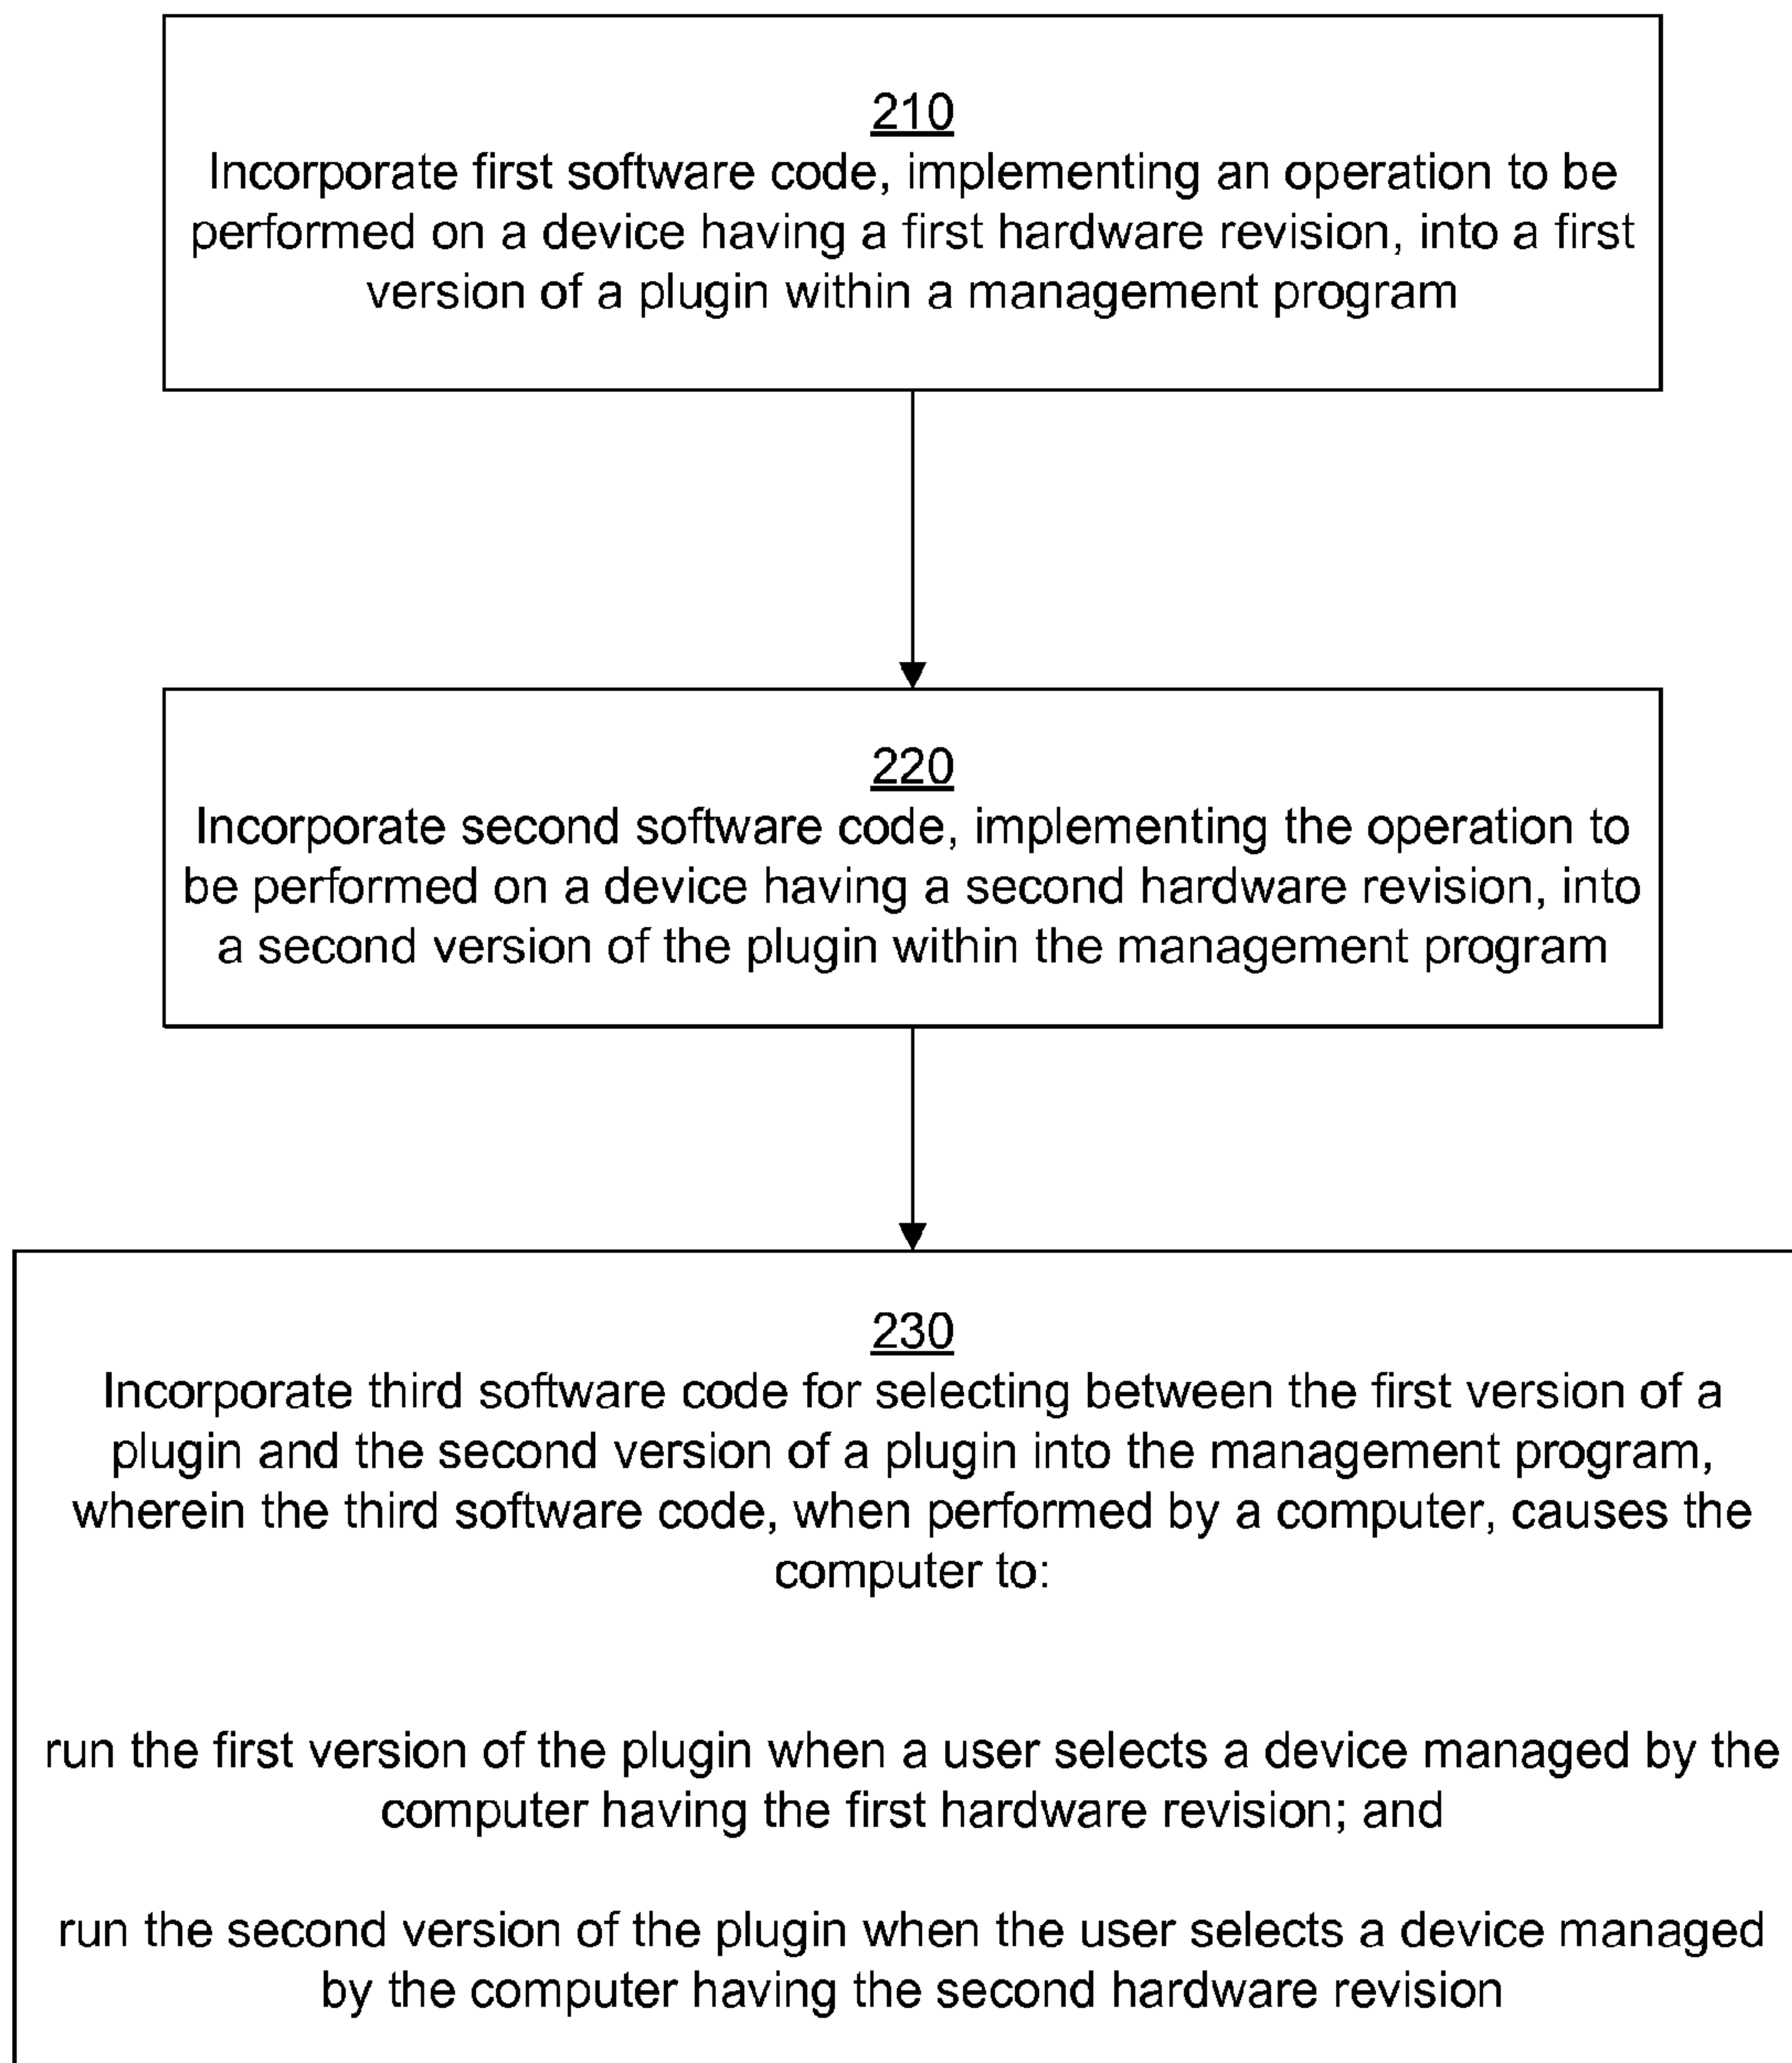 210
Incorporate first software code, implementing an operation to be
performed on a device having a first hardware revision, into a first
version of a plugin within a management program
220
Incorporate second software code, implementing the operation to
be performed on a device having a second hardware revision, into
a second version of the plugin within the management program
230
Incorporate third software code for selecting between the first version of a
plugin and the second version of a plugin into the management program,
wherein the third software code, when performed by a computer, causes the
computer to:
run the first version of the plugin when a user selects a device managed by the
computer having the first hardware revision; and
run the second version of the plugin when the user selects a device managed
by the computer having the second hardware revision